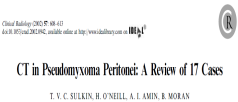 Clinical Radiology (2002) 57: 608–613
doi:10.1053/crad.2002.0942, available online at http://www.idealibrary.com on IDEAL®
R
CT in Pseudomyxoma Peritonei: A Review of 17 Cases
T. V. C. SULKIN, H. O'NEILL, A. I. AMIN, B. MORAN